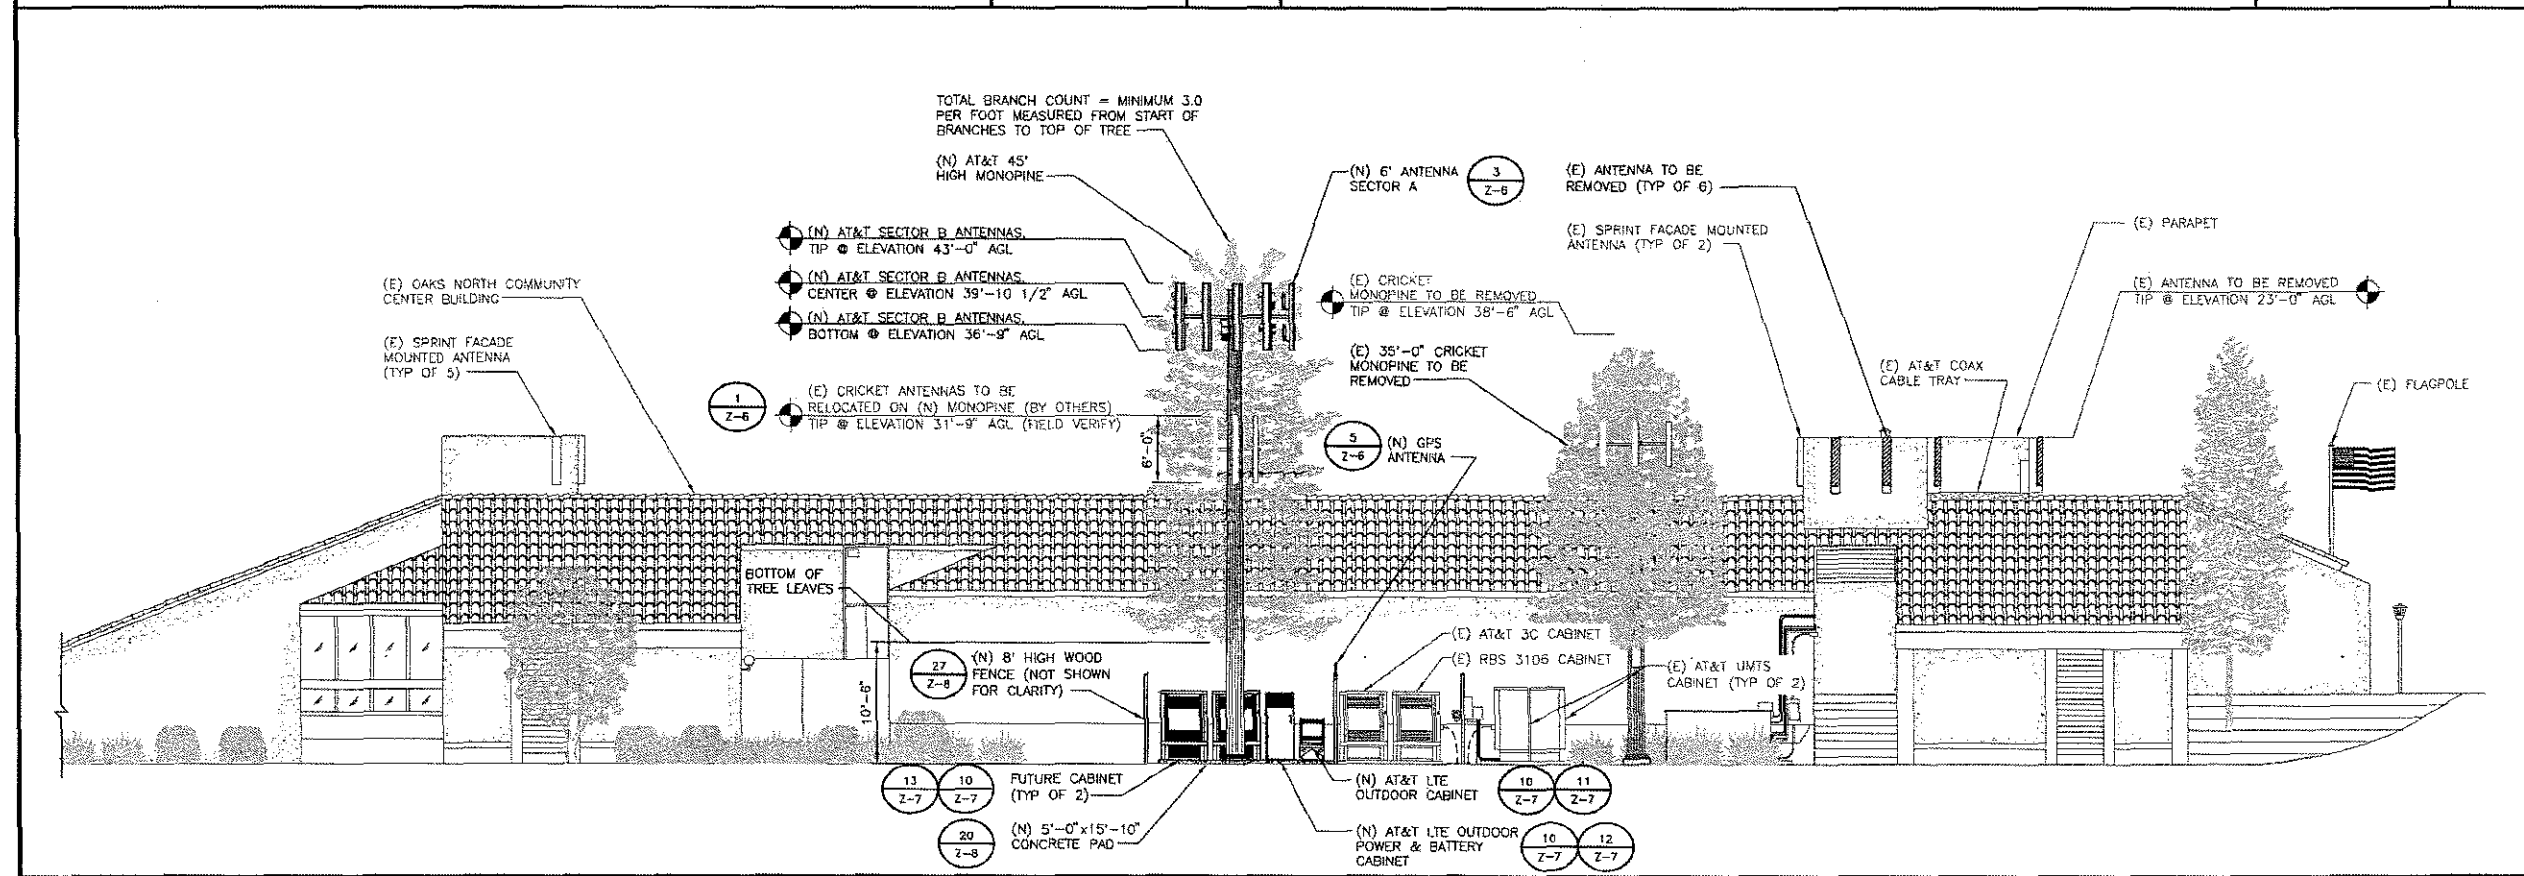 TOTAL BRANCH COUNT = MINIMUM 3.0
PER FOOT MEASURED FROM START OF
BRANCHES TO TOP OF TREE
(N) AT&T 45'
HIGH MONOPINE
(N) AT&T SECTOR B ANTENNAS,
TIP @ ELEVATION 43'-0" AGL
(N) AT&T SECTOR B ANTENNAS,
CENTER @ ELEVATION 39'-10 1/2" AGL
(N) AT&T SECTOR B ANTENNAS,
BOTTOM @ ELEVATION 36'-9" AGL
(E) OAKS NORTH COMMUNITY
CENTER BUILDING
(E) SPRINT FACADE
MOUNTED ANTENNA
(TYP OF 5)
1
Z-6
(E) CRICKET ANTENNAS TO BE
RELOCATED ON (N) MONOPINE (BY OTHERS)
TIP @ ELEVATION 31'-9" AGL (FIELD VERIFY)
6'-0"
(N) 6' ANTENNA
SECTOR A
3
Z-6
(E) ANTENNA TO BE
REMOVED (TYP OF 6)
(E) SPRINT FACADE MOUNTED
ANTENNA (TYP OF 2)
(E) PARAPET
(E) CRICKET
MONOPINE TO BE REMOVED
TIP @ ELEVATION 38'-6" AGL
(E) ANTENNA TO BE REMOVED
TIP @ ELEVATION 23'-0" AGL
(E) 35'-0" CRICKET
MONOPINE TO BE
REMOVED
(E) AT&T COAX
CABLE TRAY
(E) FLAGPOLE
5
Z-6
(N) GPS
ANTENNA
BOTTOM OF
TREE LEAVES
10'-6"
27
Z-8
(N) 8' HIGH WOOD
FENCE (NOT SHOWN
FOR CLARITY)
(E) AT&T 3C CABINET
(E) RBS 3106 CABINET
(E) AT&T UMTS
CABINET (TYP OF 2)
13
Z-7
10
Z-7
FUTURE CABINET
(TYP OF 2)
20
Z-8
(N) 5'-0"x15'-10"
CONCRETE PAD
(N) AT&T LTE
OUTDOOR CABINET
10
Z-7
11
Z-7
(N) AT&T LTE OUTDOOR
POWER & BATTERY
CABINET
10
Z-7
12
Z-7